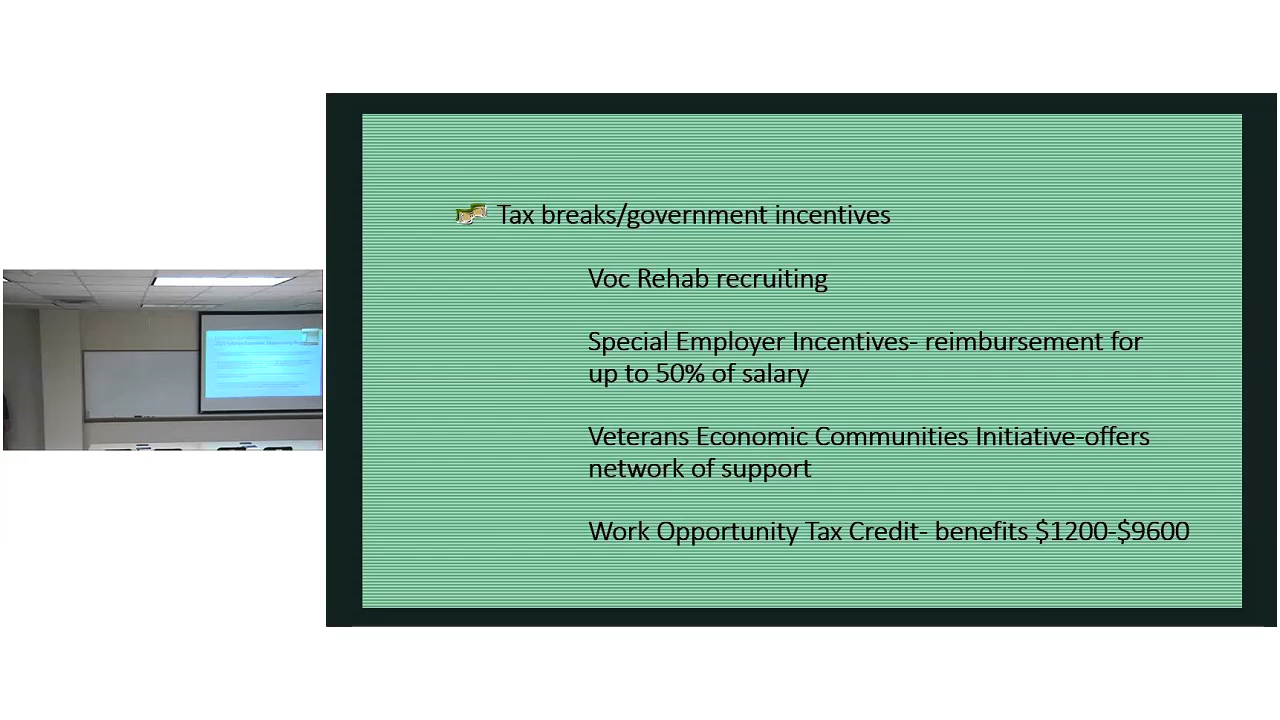 Tax breaks/government incentives
Voc Rehab recruiting
Special Employer Incentives- reimbursement for
up to 50% of salary
Veterans Economic Communities Initiative-offers
network of support
Work Opportunity Tax Credit- benefits $1200-$9600